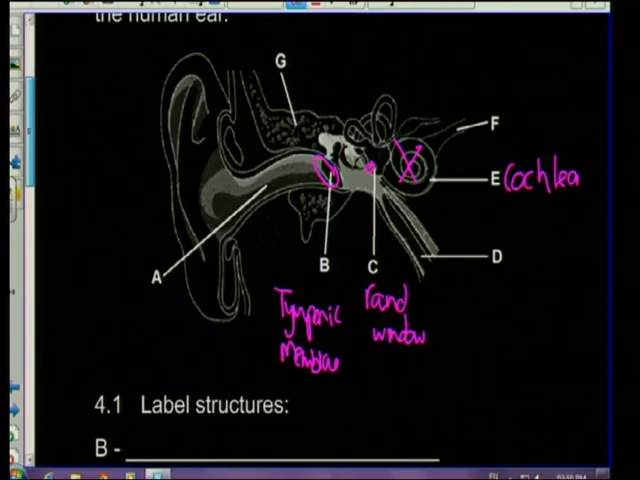 the human ear.
G
F
E Cochlea
A
B
C
D
Tympanic
Membrane
round
window
4.1 Label structures:
B -